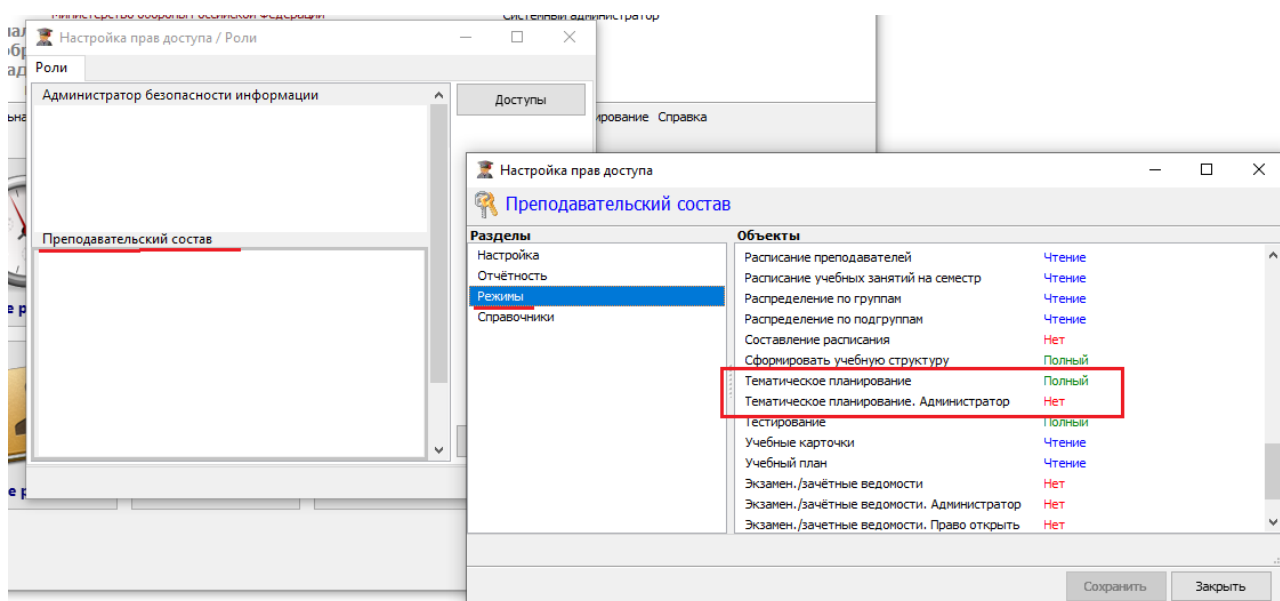 Министерство обороны Российской Федерации
Системный администратор
Настройка прав доступа / Роли
Роли
Администратор безопасности информации
Доступы
ирование Справка
Преподавательский состав
Настройка прав доступа
Преподавательский состав
Разделы
Настройка
Отчётность
Режимы
Справочники
Объекты
Расписание преподавателей Чтение
Расписание учебных занятий на семестр Чтение
Распределение по группам Чтение
Распределение по подгруппам Чтение
Составление расписания Нет
Сформировать учебную структуру Полный
Тематическое планирование Полный
Тематическое планирование. Администратор Нет
Тестирование Полный
Учебные карточки Чтение
Учебный план Чтение
Экзамен./зачётные ведомости Нет
Экзамен./зачётные ведомости. Администратор Нет
Экзамен./зачетные ведомости. Право открыть Нет
Сохранить Закрыть